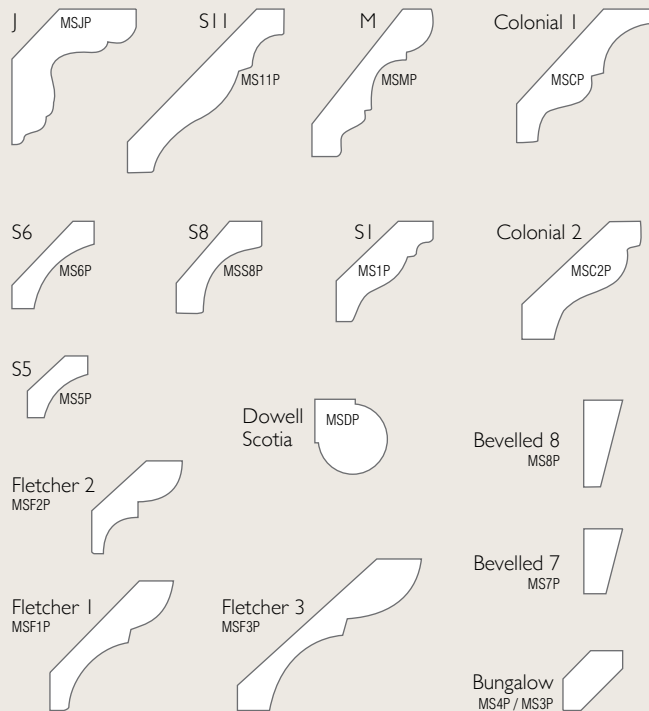 J
MSJP
S11
MS11P
M
MSMP
Colonial 1
MSCP
S6
MS6P
S8
MSS8P
S1
MS1P
Colonial 2
MSC2P
S5
MS5P
Dowell
Scotia
MSDP
Bevelled 8
MS8P
Fletcher 2
MSF2P
Bevelled 7
MS7P
Fletcher 1
MSF1P
Fletcher 3
MSF3P
Bungalow
MS4P / MS3P